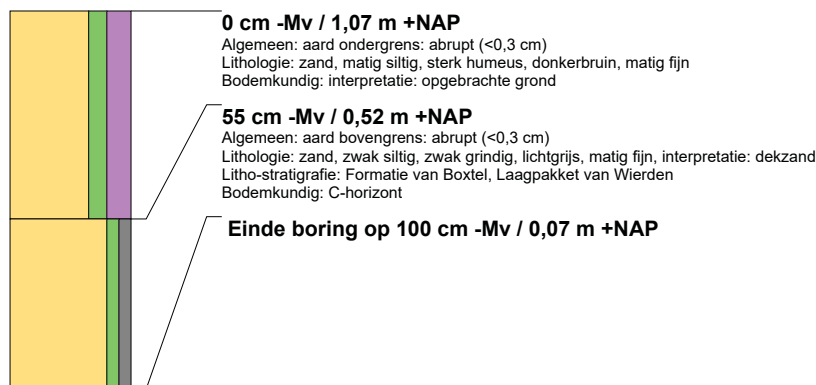 0 cm -Mv / 1,07 m +NAP
Algemeen: aard ondergrens: abrupt (<0,3 cm)
Lithologie: zand, matig siltig, sterk humeus, donkerbruin, matig fijn
Bodemkundig: interpretatie: opgebrachte grond
55 cm -Mv / 0,52 m +NAP
Algemeen: aard bovengrens: abrupt (<0,3 cm)
Lithologie: zand, zwak siltig, zwak grindig, lichtgrijs, matig fijn, interpretatie: dekzand
Litho-stratigrafie: Formatie van Boxtel, Laagpakket van Wierden
Bodemkundig: C-horizont
Einde boring op 100 cm -Mv / 0,07 m +NAP